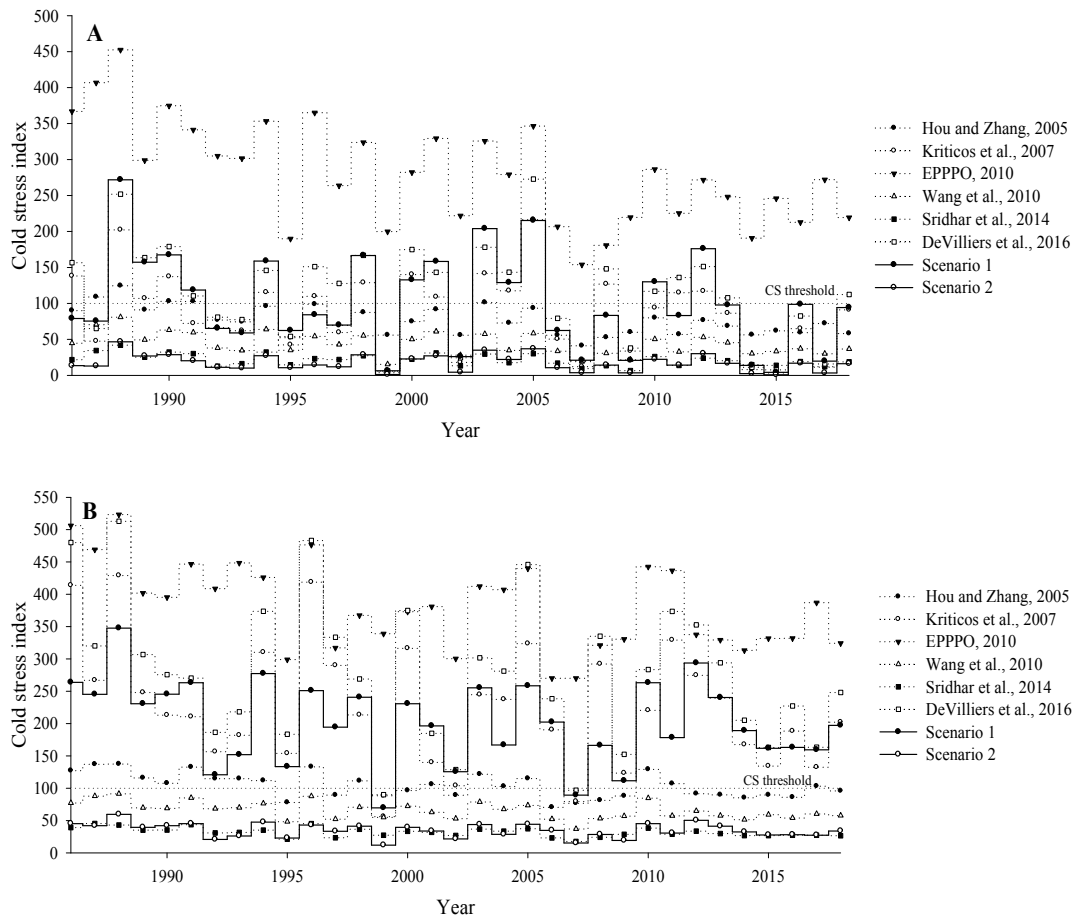 A
500
450
400
350
300
250
200
150
100
50
0
Cold stress index
CS threshold
1990
1995
2000
2005
2010
2015
Year
Hou and Zhang, 2005
Kriticos et al., 2007
EPPPO, 2010
Wang et al., 2010
Sridhar et al., 2014
DeVilliers et al., 2016
Scenario 1
Scenario 2
B
550
500
450
400
350
300
250
200
150
100
50
0
Cold stress index
CS threshold
1990
1995
2000
2005
2010
2015
Year
Hou and Zhang, 2005
Kriticos et al., 2007
EPPPO, 2010
Wang et al., 2010
Sridhar et al., 2014
DeVilliers et al., 2016
Scenario 1
Scenario 2